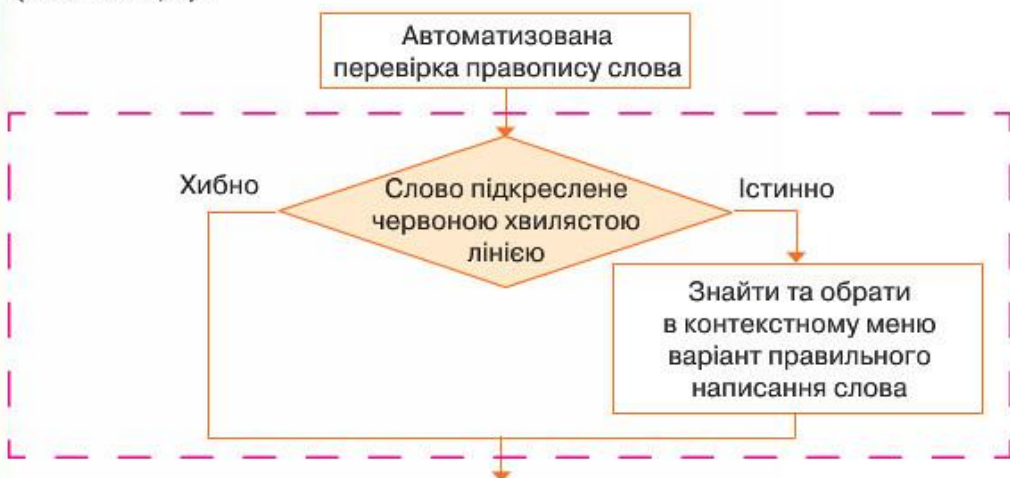 Автоматизована
перевірка правопису слова
Хибно
Слово підкреслене
червоною хвилястою
лінією
Істинно
Знайти та обрати
в контекстному меню
варіант правильного
написання слова